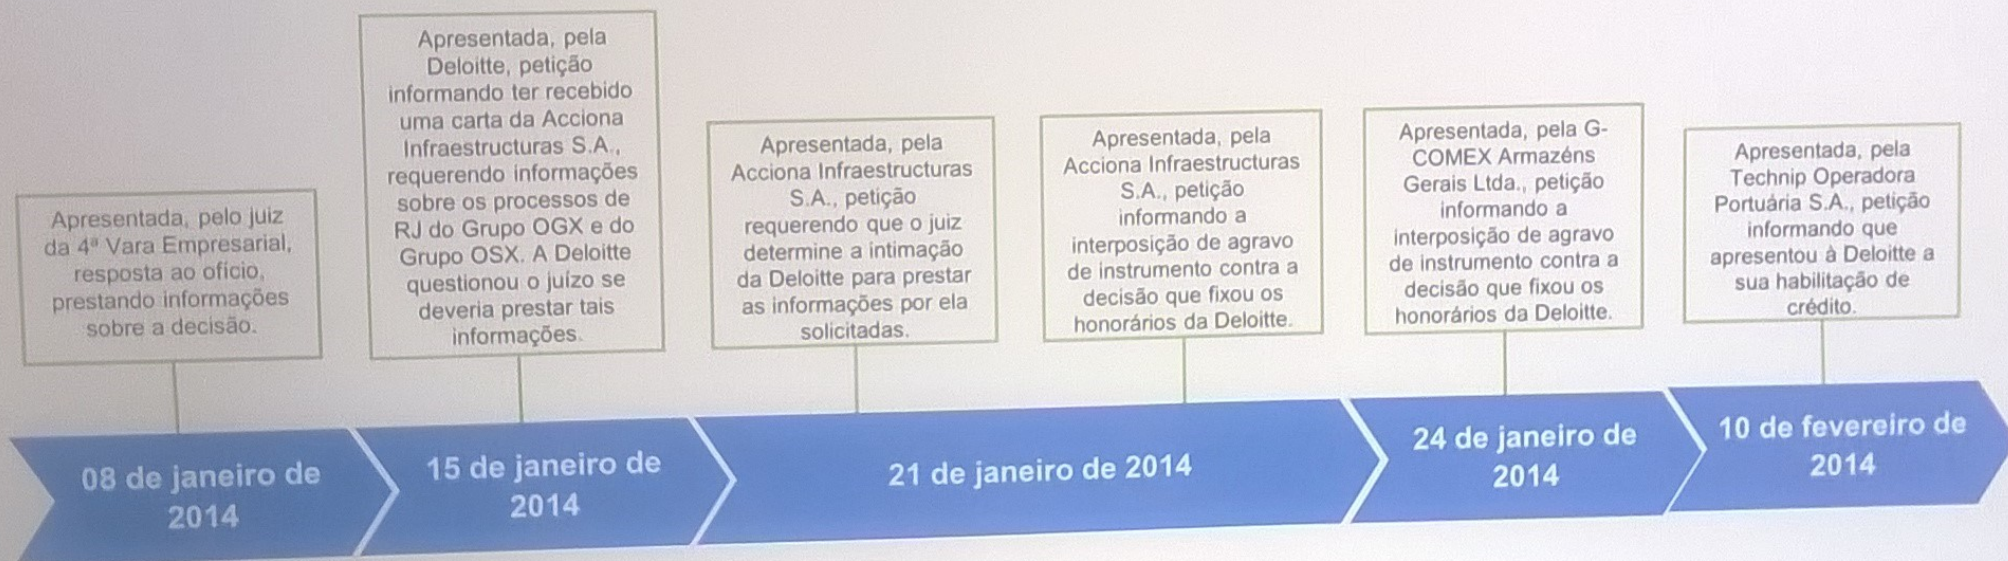 Apresentada, pelo juiz
da 4ª Vara Empresarial,
resposta ao ofício,
prestando informações
sobre a decisão.
Apresentada, pela
Deloitte, petição
informando ter recebido
uma carta da Acciona
Infraestructuras S.A.,
requerendo informações
sobre os processos de
RJ do Grupo OGX e do
Grupo OSX. A Deloitte
questionou o juízo se
deveria prestar tais
informações.
Apresentada, pela
Acciona Infraestructuras
S.A., petição
requerendo que o juiz
determine a intimação
da Deloitte para prestar
as informações por ela
solicitadas.
Apresentada, pela
Acciona Infraestructuras
S.A., petição
informando a
interposição de agravo
de instrumento contra a
decisão que fixou os
honorários da Deloitte.
Apresentada, pela G-
COMEX Armazéns
Gerais Ltda., petição
informando a
interposição de agravo
de instrumento contra a
decisão que fixou os
honorários da Deloitte.
Apresentada, pela
Technip Operadora
Portuária S.A., petição
informando que
apresentou à Deloitte a
sua habilitação de
crédito.
08 de janeiro de
2014
15 de janeiro de
2014
21 de janeiro de 2014
24 de janeiro de
2014
10 de fevereiro de
2014